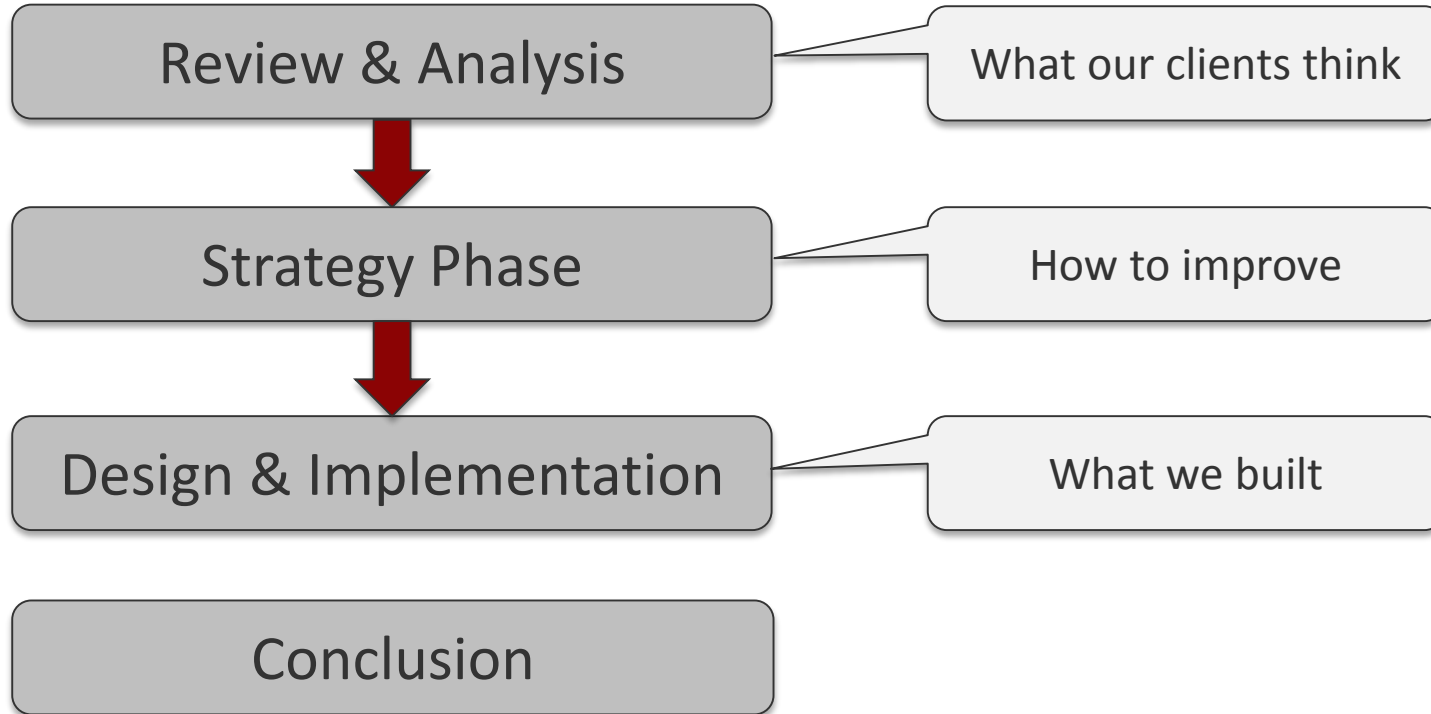 Review & Analysis
What our clients think
Strategy Phase
How to improve
Design & Implementation
What we built
Conclusion